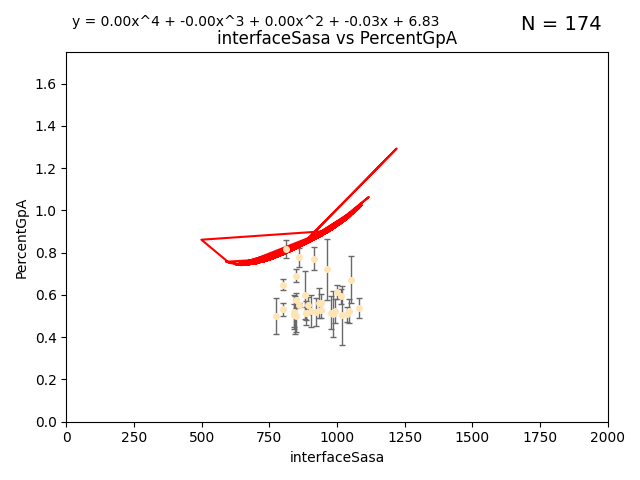 y = 0.00x^4 + -0.00x^3 + 0.00x^2 + -0.03x + 6.83
N = 174
interfaceSasa vs PercentGpA
PercentGpA
1.6
1.4
1.2
1.0
0.8
0.6
0.4
0.2
0.0
0 250 500 750 1000 1250 1500 1750 2000
interfaceSasa